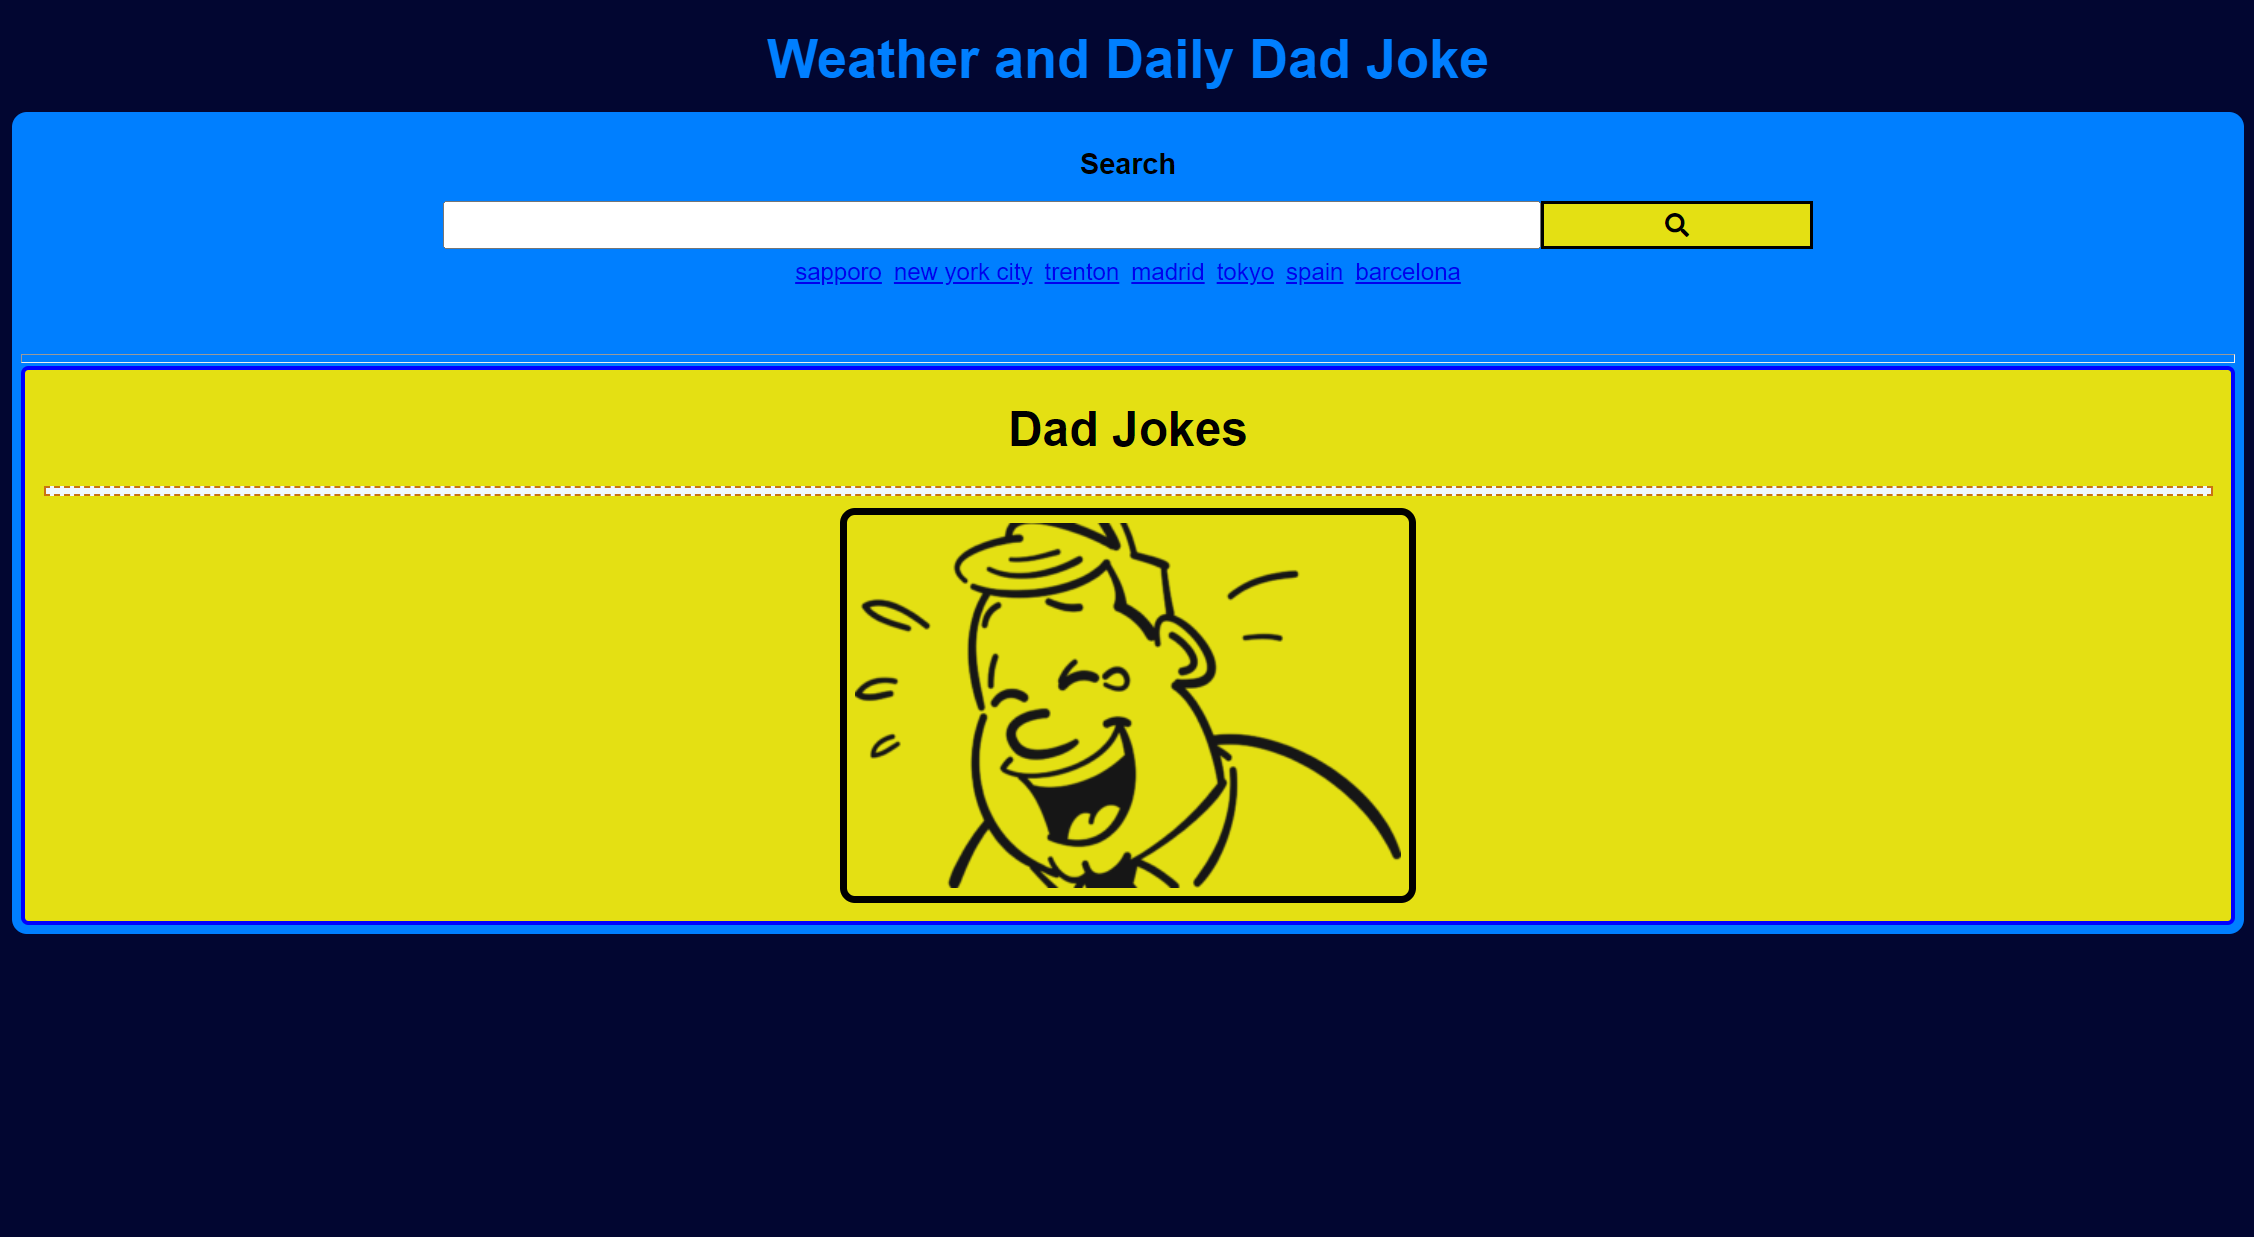 Weather and Daily Dad Joke
Search
sapporo new york city trenton madrid tokyo spain barcelona
Dad Jokes